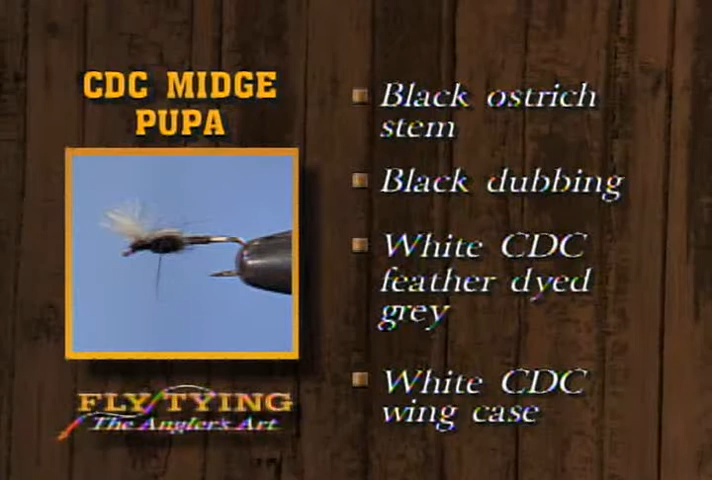 CDC MIDGE
PUPA
Black ostrich
stem
Black dubbing
White CDC
feather dyed
grey
White CDC
wing case
FLY TYING
The Angler's Art